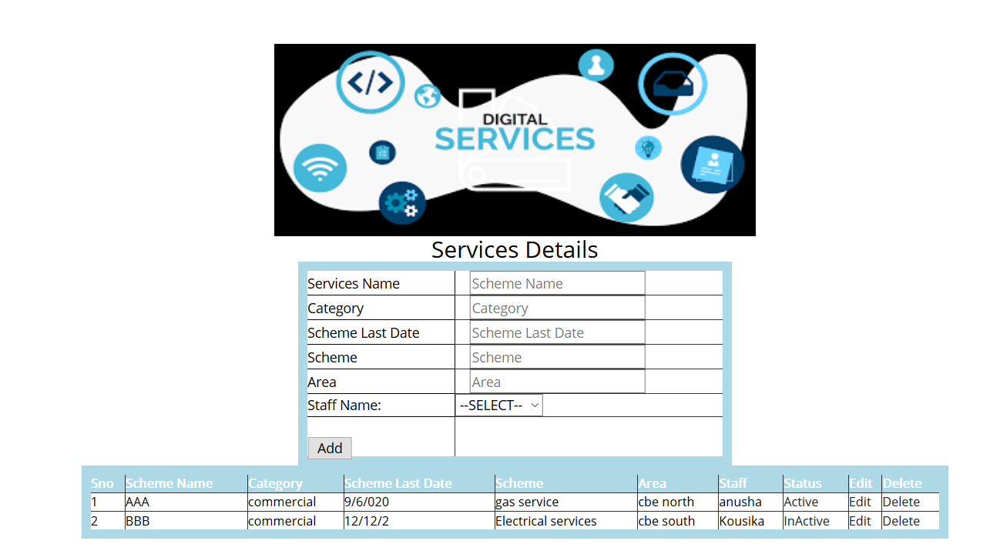 </>
DIGITAL
SERVICES
Services Details
Services Name Scheme Name
Category Category
Scheme Last Date Scheme Last Date
Scheme Scheme
Area Area
Staff Name: --SELECT--
Add
Sno Scheme Name Category Scheme Last Date Scheme Area Staff Status Edit Delete
1 AAA commercial 9/6/020 gas service cbe north anusha Active Edit Delete
2 BBB commercial 12/12/2 Electrical services cbe south Kousika InActive Edit Delete